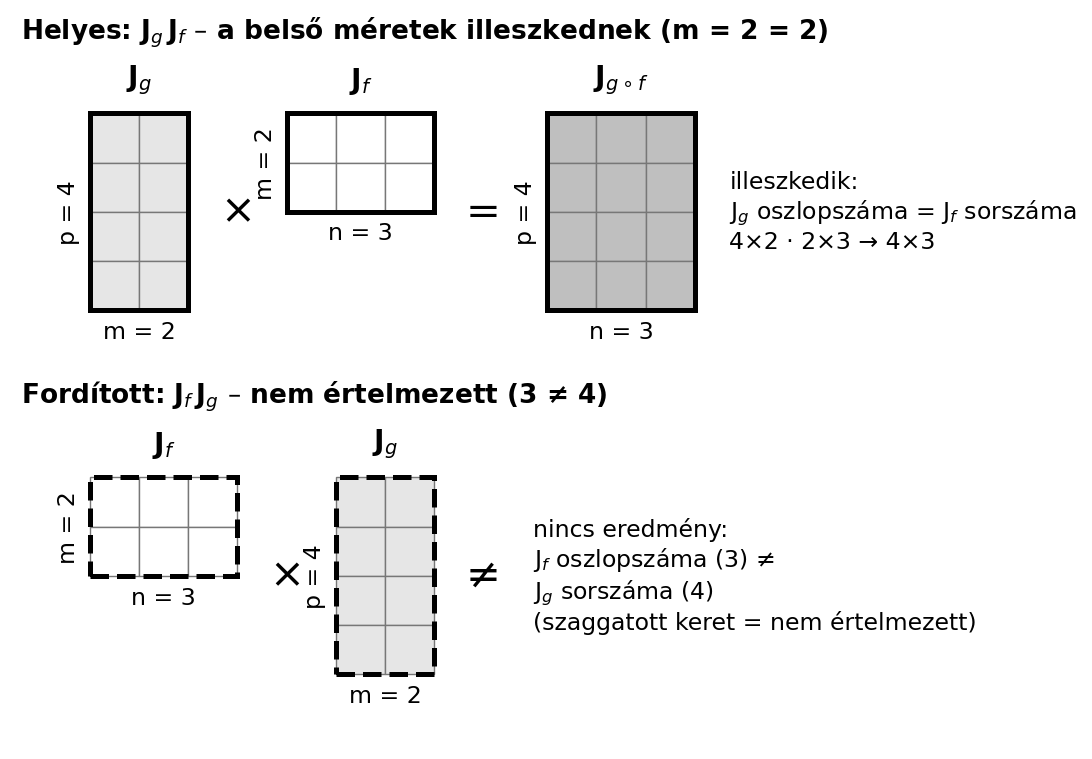 Helyes: J_g J_f – a belső méretek illeszkednek (m = 2 = 2)
J_g
J_f
J_{g∘f}
p = 4
×
m = 2
=
p = 4
n = 3
m = 2
n = 3
illeszkedik:
J_g oszlopszáma = J_f sorszáma
4×2 · 2×3 → 4×3
Fordított: J_f J_g – nem értelmezett (3 ≠ 4)
J_f
J_g
m = 2
n = 3
×
p = 4
m = 2
≠
nincs eredmény:
J_f oszlopszáma (3) ≠
J_g sorszáma (4)
(szaggatott keret = nem értelmezett)